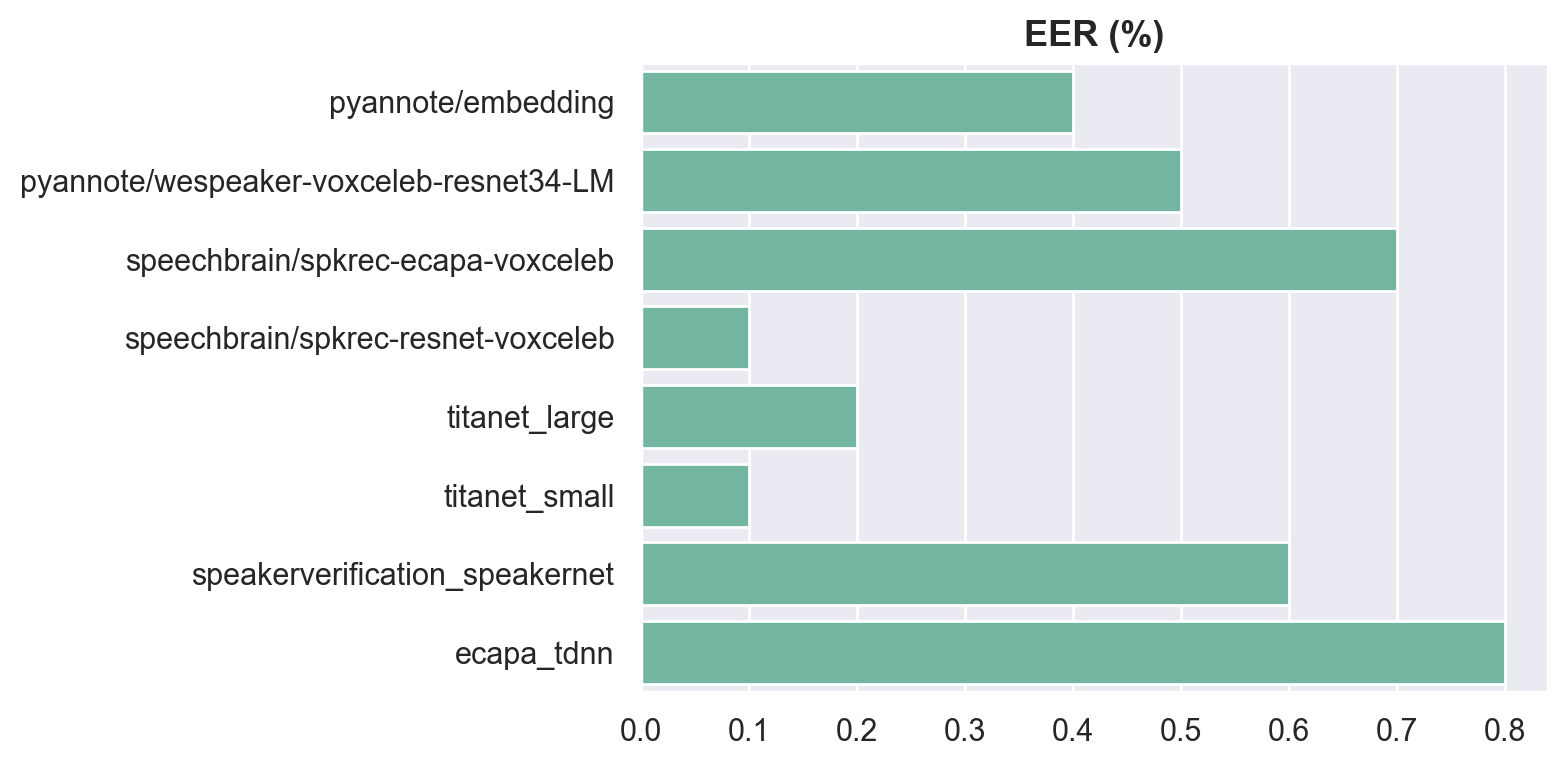 EER (%)
pyannote/embedding
pyannote/wespeaker-voxceleb-resnet34-LM
speechbrain/spkrec-ecapa-voxceleb
speechbrain/spkrec-resnet-voxceleb
titanet_large
titanet_small
speakerverification_speakernet
ecapa_tdnn
0.0 0.1 0.2 0.3 0.4 0.5 0.6 0.7 0.8